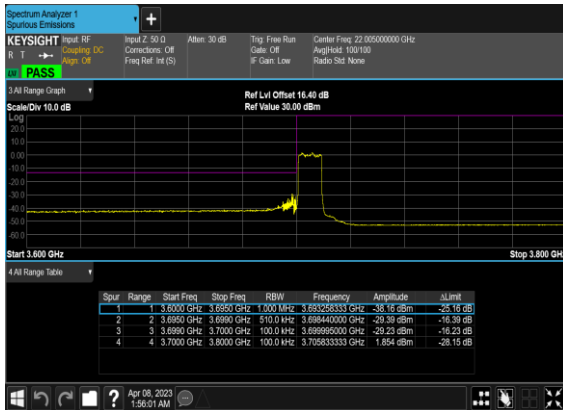 Spectrum Analyzer 1
Spurious Emissions
+
KEYSIGHT Input: RF Input Z: 50 Ω Atten: 30 dB Trig: Free Run Center Freq: 22.005000000 GHz
R T Coupling: DC Corrections: Off Gate: Off Avg|Hold: 100/100
Align: Off Freq Ref: Int (S) IF Gain: Low Radio Std: None
PASS
3 All Range Graph
Ref Lvl Offset 16.40 dB
Scale/Div 10.0 dB Ref Value 30.00 dBm
Log
20.0
10.0
0.00
-10.0
-20.0
-30.0
-40.0
-50.0
-60.0
Start 3.600 GHz Stop 3.800 GHz
4 All Range Table
Spur Range Start Freq Stop Freq RBW Frequency Amplitude ΔLimit
1 1 3.6000 GHz 3.6950 GHz 1.000 MHz 3.693258333 GHz -38.16 dBm -25.16 dB
2 2 3.6950 GHz 3.6990 GHz 510.0 kHz 3.698440000 GHz -29.39 dBm -16.39 dB
3 3 3.6990 GHz 3.7000 GHz 100.0 kHz 3.699995000 GHz -29.23 dBm -16.23 dB
4 4 3.7000 GHz 3.8000 GHz 100.0 kHz 3.705833333 GHz 1.854 dBm -28.15 dB
? Apr 08, 2023
1:56:01 AM